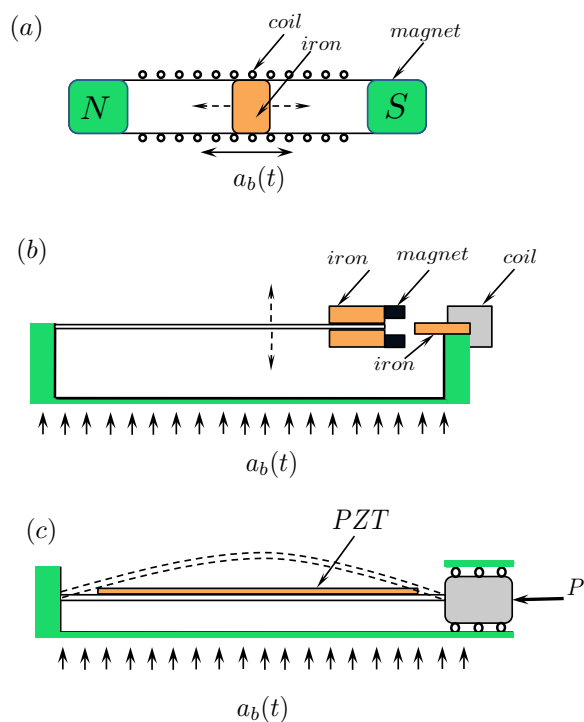 (a)
coil
iron
magnet
N
S
a_b(t)
(b)
iron
magnet
coil
iron
a_b(t)
(c)
PZT
P
a_b(t)